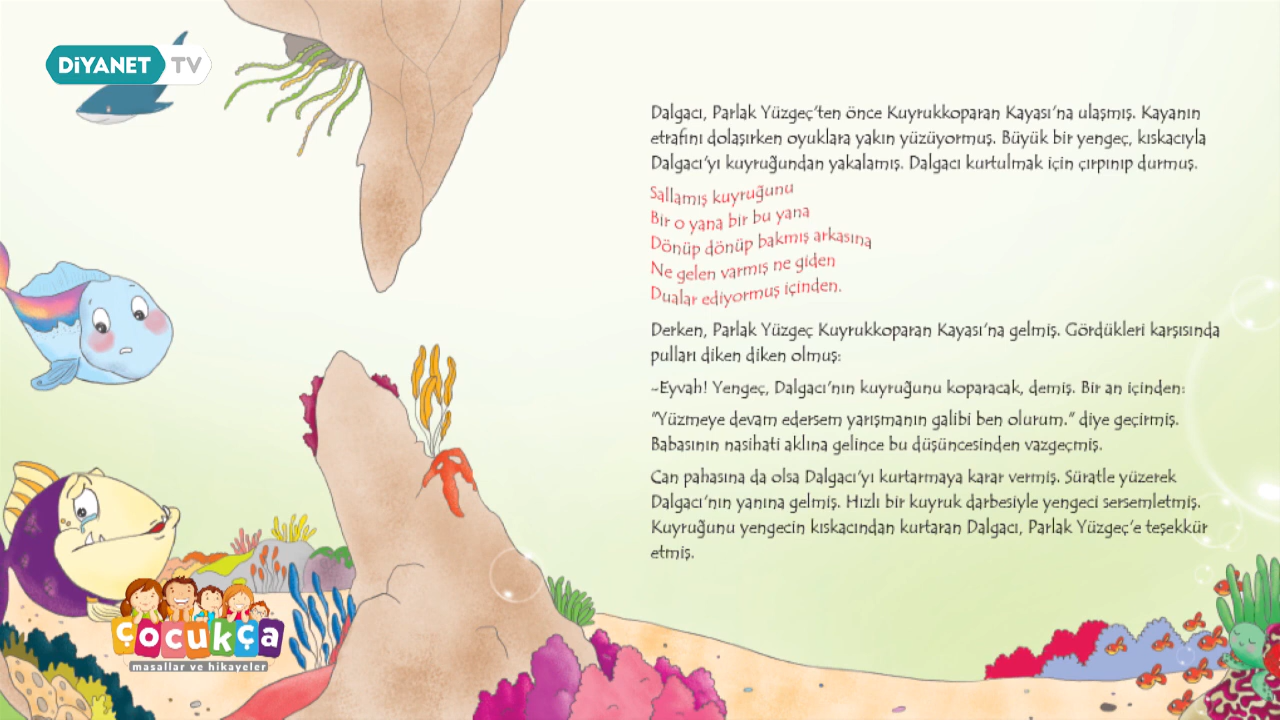 DiYANET TV
Dalgacı, Parlak Yüzgeç'ten önce Kuyrukkoparan Kayası'na ulaşmış. Kayanın
etrafını dolaşırken oyuklara yakın yüzüyormuş. Büyük bir yengeç, kıskacıyla
Dalgacı'yı kuyruğundan yakalamış. Dalgacı kurtulmak için çırpınıp durmuş.
Sallamış kuyruğunu
Bir o yana bir bu yana
Dönüp dönüp bakmış arkasına
Ne gelen varmış ne giden
Dualar ediyormuş içinden.
Derken, Parlak Yüzgeç Kuyrukkoparan Kayası'na gelmiş. Gördükleri karşısında
pulları diken diken olmuş:
-Eyvah! Yengeç, Dalgacı'nın kuyruğunu koparacak, demiş. Bir an içinden:
"Yüzmeye devam edersem yarışmanın galibi ben olurum." diye geçirmiş.
Babasının nasihati aklına gelince bu düşüncesinden vazgeçmiş.
Can pahasına da olsa Dalgacı'yı kurtarmaya karar vermiş. Süratle yüzerek
Dalgacı'nın yanına gelmiş. Hızlı bir kuyruk darbesiyle yengeci sersemletmiş.
Kuyruğunu yengecin kıskacından kurtaran Dalgacı, Parlak Yüzgeç'e teşekkür
etmiş.
çocukça
masallar ve hikayeler